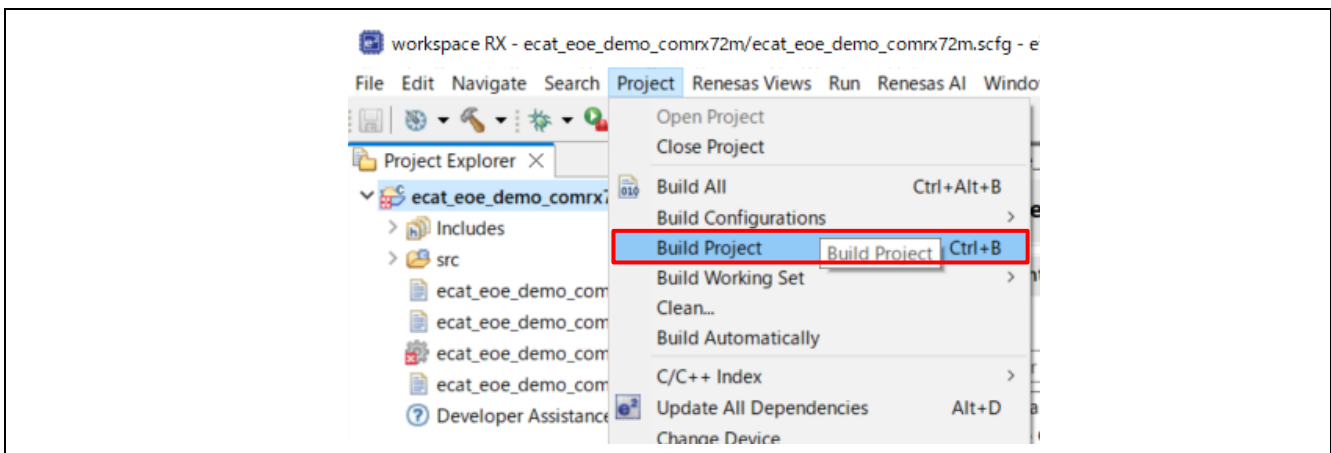 workspace RX - ecat_eoe_demo_comrx72m/ecat_eoe_demo_comrx72m.scfg - e
File Edit Navigate Search Project Renesas Views Run Renesas AI Windo
Open Project
Close Project
Project Explorer
Build All Ctrl+Alt+B
ecat_eoe_demo_comrx7
Build Configurations
Includes
Build Project Build Project Ctrl+B
src
Build Working Set
ecat_eoe_demo_com
Clean...
ecat_eoe_demo_com
Build Automatically
ecat_eoe_demo_com
C/C++ Index
ecat_eoe_demo_com
Update All Dependencies Alt+D
Developer Assistance
Change Device